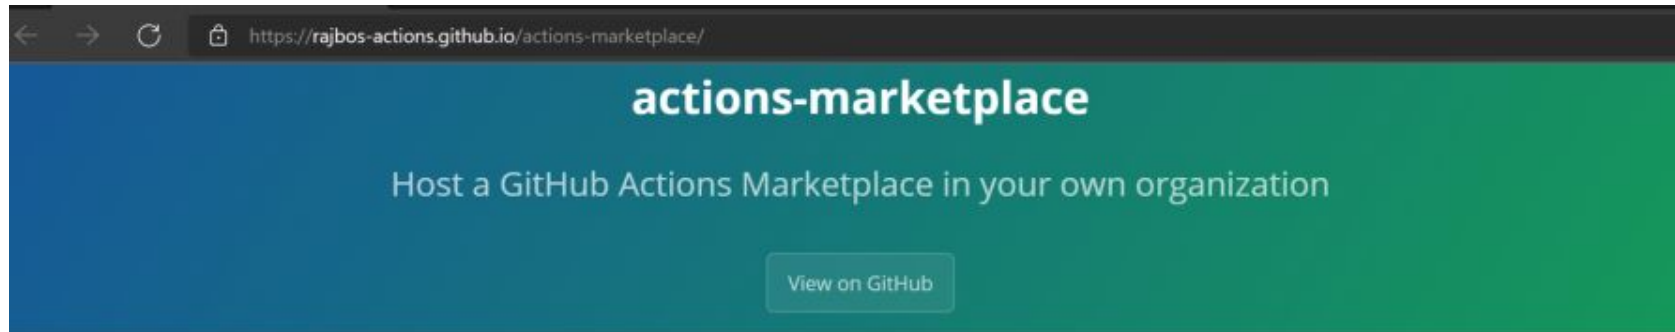 https://rajbos-actions.github.io/actions-marketplace/
actions-marketplace
Host a GitHub Actions Marketplace in your own organization
View on GitHub